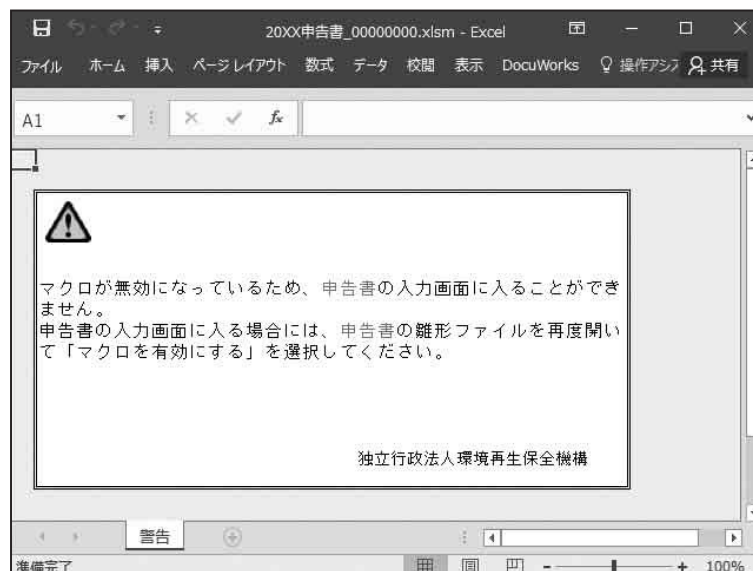 20XX申告書_00000000.xlsm - Excel
ファイル ホーム 挿入 ページ レイアウト 数式 データ 校閲 表示 DocuWorks 操作アシス 共有
A1 fx
マクロが無効になっているため、申告書の入力画面に入ることができ
ません。
申告書の入力画面に入る場合には、申告書の雛形ファイルを再度開い
て「マクロを有効にする」を選択してください。
独立行政法人環境再生保全機構
警告
準備完了 100%